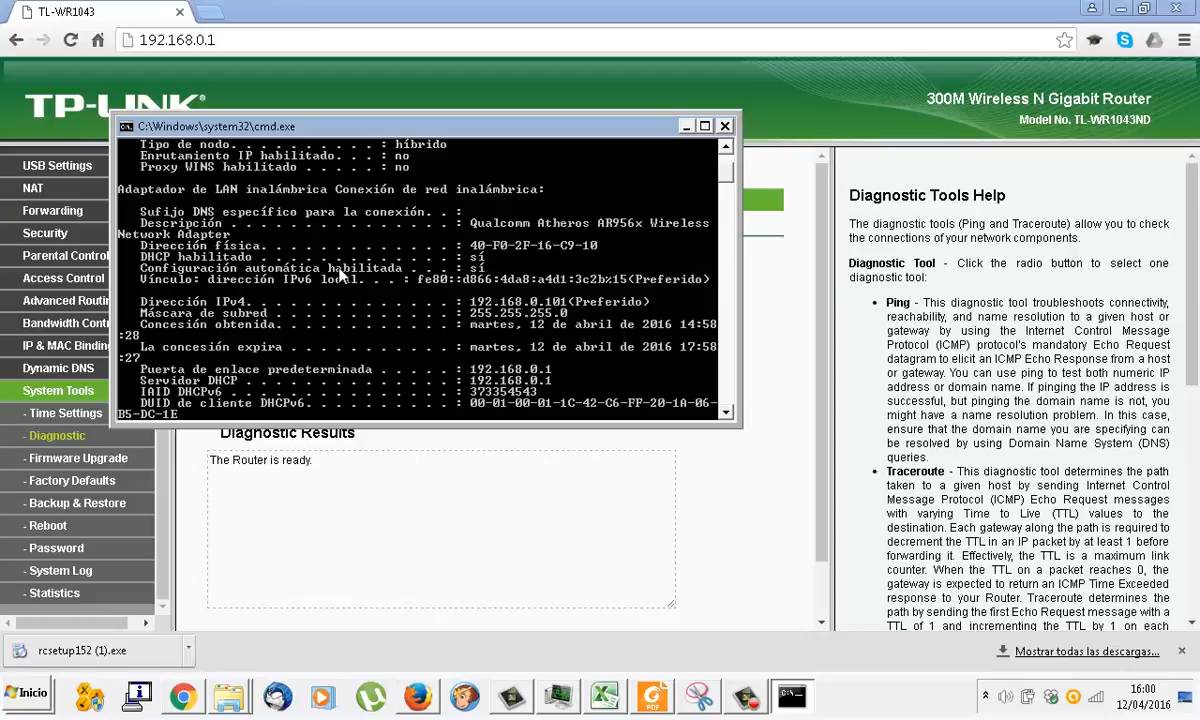 TL-WR1043
192.168.0.1
TP-LINK®
300M Wireless N Gigabit Router
Model No. TL-WR1043ND
USB Settings
NAT
Forwarding
Security
Parental Control
Access Control
Advanced Routin
Bandwidth Contr
IP & MAC Binding
Dynamic DNS
System Tools
- Time Settings
- Diagnostic
- Firmware Upgrade
- Factory Defaults
- Backup & Restore
- Reboot
- Password
- System Log
- Statistics
C:\Windows\system32\cmd.exe
Tipo de nodo. . . . . . . . . . : híbrido
Enrutamiento IP habilitado. . . : no
Proxy WINS habilitado . . . . . : no
Adaptador de LAN inalámbrica Conexión de red inalámbrica:
Sufijo DNS específico para la conexión. . :
Descripción . . . . . . . . . . . . . . . : Qualcomm Atheros AR956x Wireless
Network Adapter
Dirección física. . . . . . . . . . . . . : 40-F0-2F-16-C9-10
DHCP habilitado . . . . . . . . . . . . . : sí
Configuración automática habilitada . . . : sí
Vínculo: dirección IPv6 local. . . : fe80::d866:4da8:a4d1:3c2b%15(Preferido)
Dirección IPv4. . . . . . . . . . . . . . : 192.168.0.101(Preferido)
Máscara de subred . . . . . . . . . . . . : 255.255.255.0
Concesión obtenida. . . . . . . . . . . . : martes, 12 de abril de 2016 14:58
:28
La concesión expira . . . . . . . . . . . : martes, 12 de abril de 2016 17:58
:27
Puerta de enlace predeterminada . . . . . : 192.168.0.1
Servidor DHCP . . . . . . . . . . . . . . : 192.168.0.1
IAID DHCPv6 . . . . . . . . . . . . . . . : 373354543
DUID de cliente DHCPv6. . . . . . . . . . : 00-01-00-01-1C-42-C6-FF-20-1A-06-
B5-DC-1E
Diagnostic Results
The Router is ready.
Diagnostic Tools Help
The diagnostic tools (Ping and Traceroute) allow you to check
the connections of your network components.
Diagnostic Tool - Click the radio button to select one
diagnostic tool:
• Ping - This diagnostic tool troubleshoots connectivity,
reachability, and name resolution to a given host or
gateway by using the Internet Control Message
Protocol (ICMP) protocol's mandatory Echo Request
datagram to elicit an ICMP Echo Response from a host
or gateway. You can use ping to test both numeric IP
address or domain name. If pinging the IP address is
successful, but pinging the domain name is not, you
might have a name resolution problem. In this case,
ensure that the domain name you are specifying can
be resolved by using Domain Name System (DNS)
queries.
• Traceroute - This diagnostic tool determines the path
taken to a given host by sending Internet Control
Message Protocol (ICMP) Echo Request messages
with varying Time to Live (TTL) values to the
destination. Each gateway along the path is required to
decrement the TTL in an IP packet by at least 1 before
forwarding it. Effectively, the TTL is a maximum link
counter. When the TTL on a packet reaches 0, the
gateway is expected to return an ICMP Time Exceeded
response to your Router. Traceroute determines the
path by sending the first Echo Request message with a
TTL of 1 and incrementing the TTL by 1 on each
rcsetup152 (1).exe
Mostrar todas las descargas...
Inicio
PDF
C:\_
16:00
12/04/2016